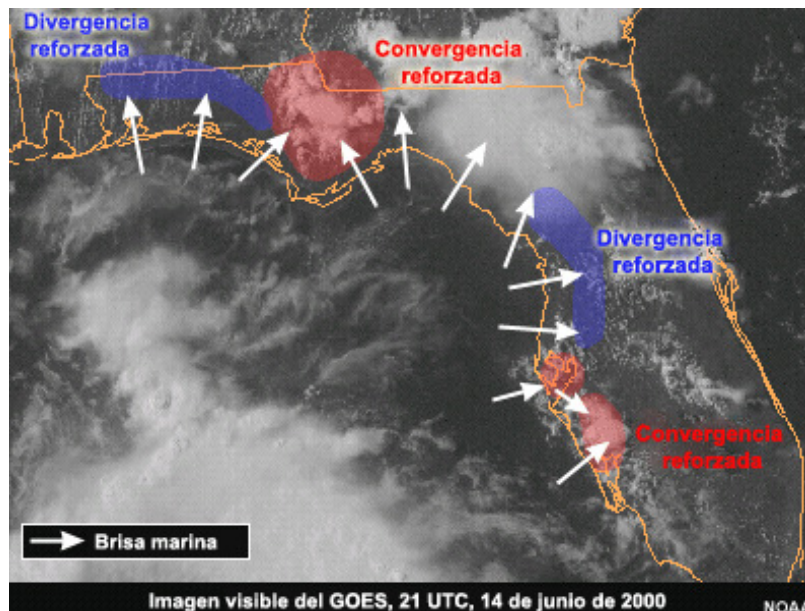 Divergencia
reforzada
Convergencia
reforzada
Divergencia
reforzada
Convergencia
reforzada
Brisa marina
Imagen visible del GOES, 21 UTC, 14 de junio de 2000
NOAA